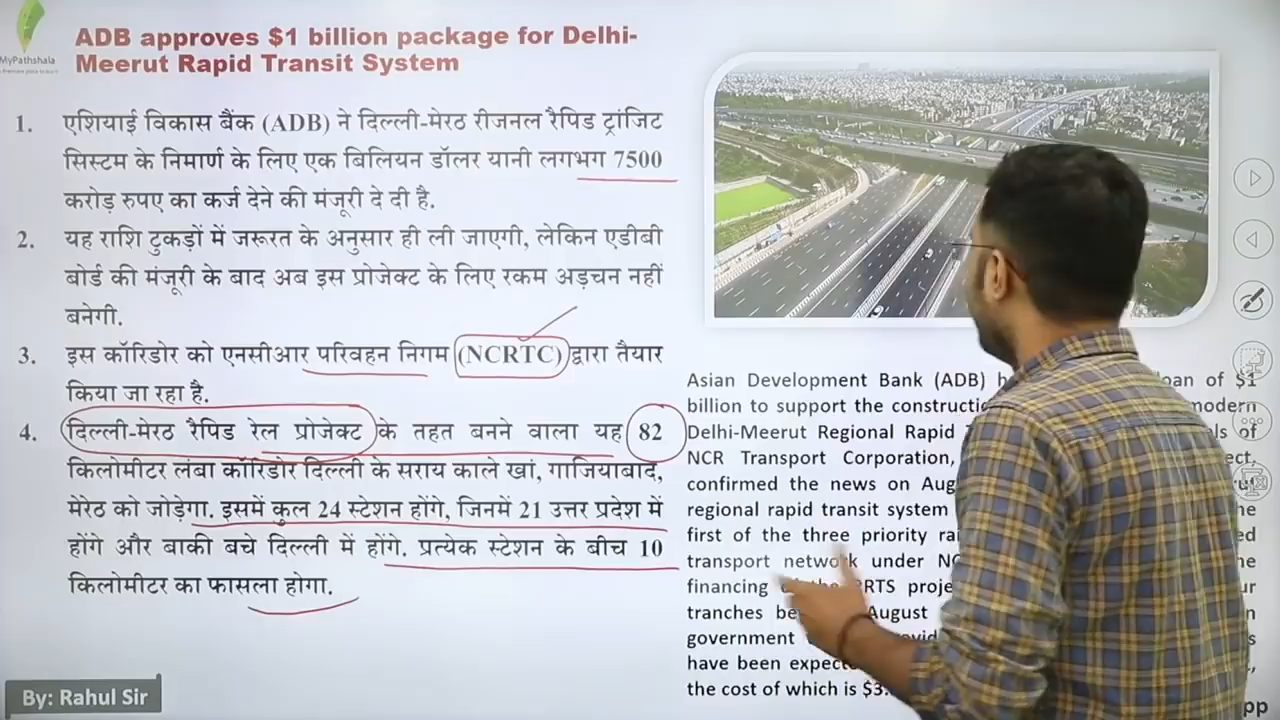 MyPathshala
ADB approves $1 billion package for Delhi-
Meerut Rapid Transit System
1. एशियाई विकास बैंक (ADB) ने दिल्ली-मेरठ रीजनल रैपिड ट्रांजिट
सिस्टम के निमार्ण के लिए एक बिलियन डॉलर यानी लगभग 7500
करोड़ रुपए का कर्ज देने की मंजूरी दे दी है.
2. यह राशि टुकड़ों में जरूरत के अनुसार ही ली जाएगी, लेकिन एडीबी
बोर्ड की मंजूरी के बाद अब इस प्रोजेक्ट के लिए रकम अड़चन नहीं
बनेगी.
3. इस कॉरिडोर को एनसीआर परिवहन निगम (NCRTC) द्वारा तैयार
किया जा रहा है.
4. दिल्ली-मेरठ रैपिड रेल प्रोजेक्ट के तहत बनने वाला यह 82
किलोमीटर लंबा कॉरिडोर दिल्ली के सराय काले खां, गाजियाबाद,
मेरेठ को जोड़ेगा. इसमें कुल 24 स्टेशन होंगे, जिनमें 21 उत्तर प्रदेश में
होंगे और बाकी बचे दिल्ली में होंगे. प्रत्येक स्टेशन के बीच 10
किलोमीटर का फासला होगा.
Asian Development Bank (ADB) of $1
billion to support the modern
Delhi-Meerut Regional Rapid of
NCR Transport Corporation,
confirmed the news on
regional rapid transit system
first of the three priority
transport network under
financing
tranches August
government
have been
the cost of which is
By: Rahul Sir